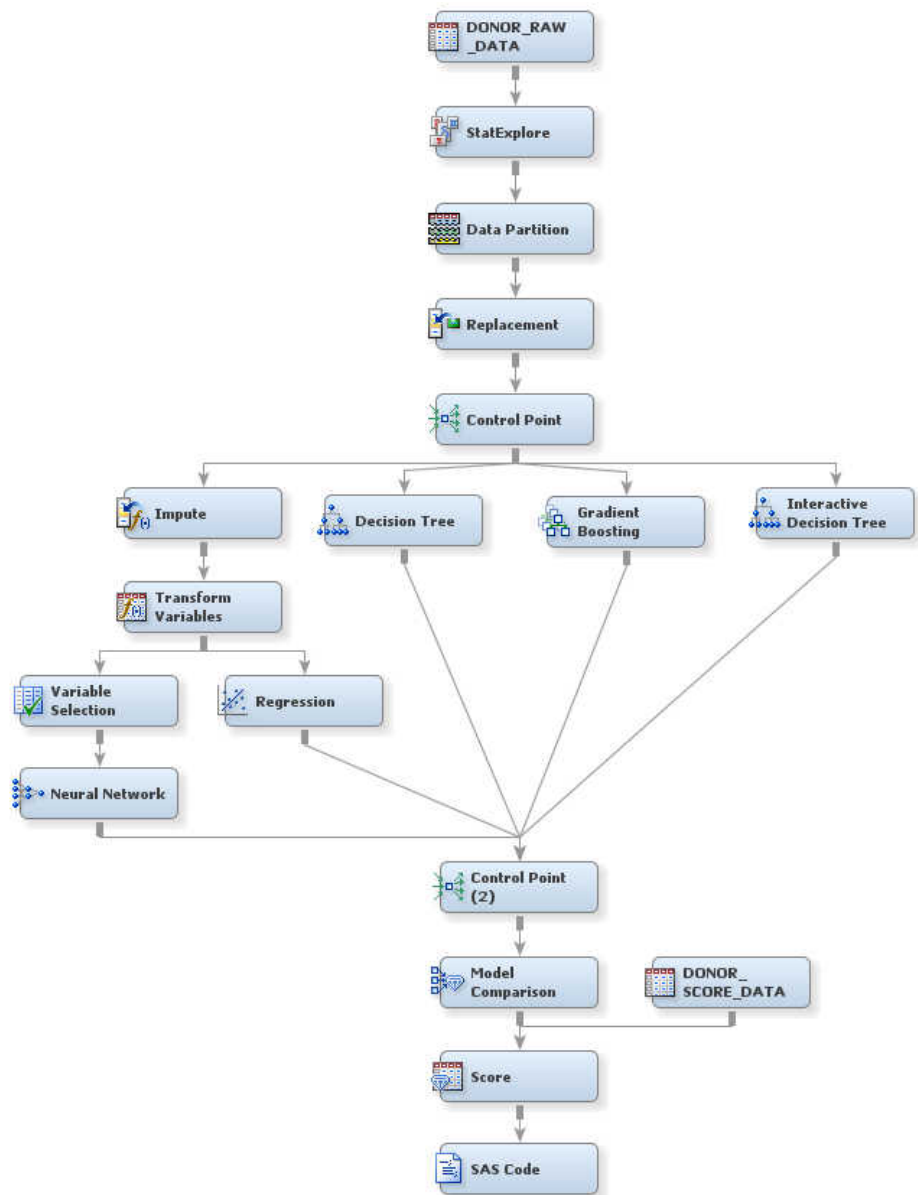 DONOR_RAW
_DATA
StatExplore
Data Partition
Replacement
Control Point
Impute
Decision Tree
Gradient
Boosting
Interactive
Decision Tree
Transform
Variables
Variable
Selection
Regression
Neural Network
Control Point
(2)
Model
Comparison
DONOR_
SCORE_DATA
Score
SAS Code